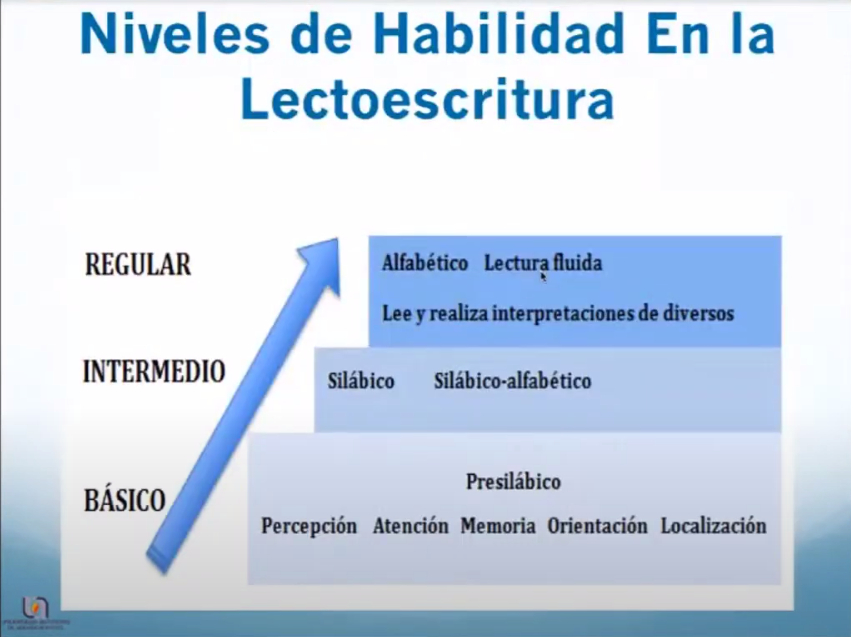 Niveles de Habilidad En la
Lectoescritura
REGULAR
Alfabético Lectura fluida
Lee y realiza interpretaciones de diversos
INTERMEDIO
Silábico Silábico-alfabético
BÁSICO
Presilábico
Percepción Atención Memoria Orientación Localización